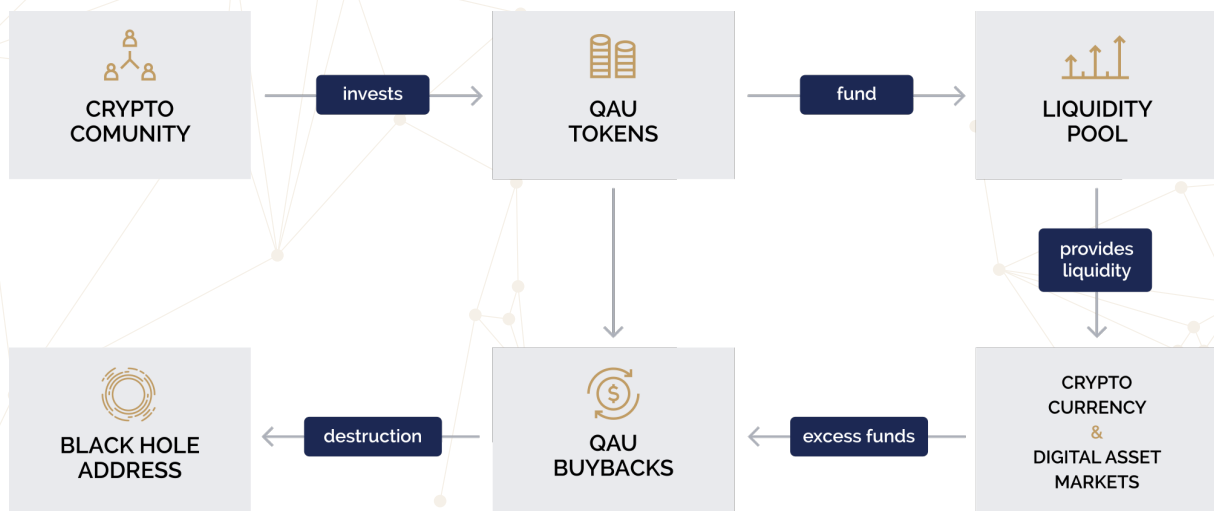 CRYPTO
COMUNITY
invests
QAU
TOKENS
fund
LIQUIDITY
POOL
provides
liquidity
BLACK HOLE
ADDRESS
destruction
QAU
BUYBACKS
excess funds
CRYPTO
CURRENCY
&
DIGITAL ASSET
MARKETS